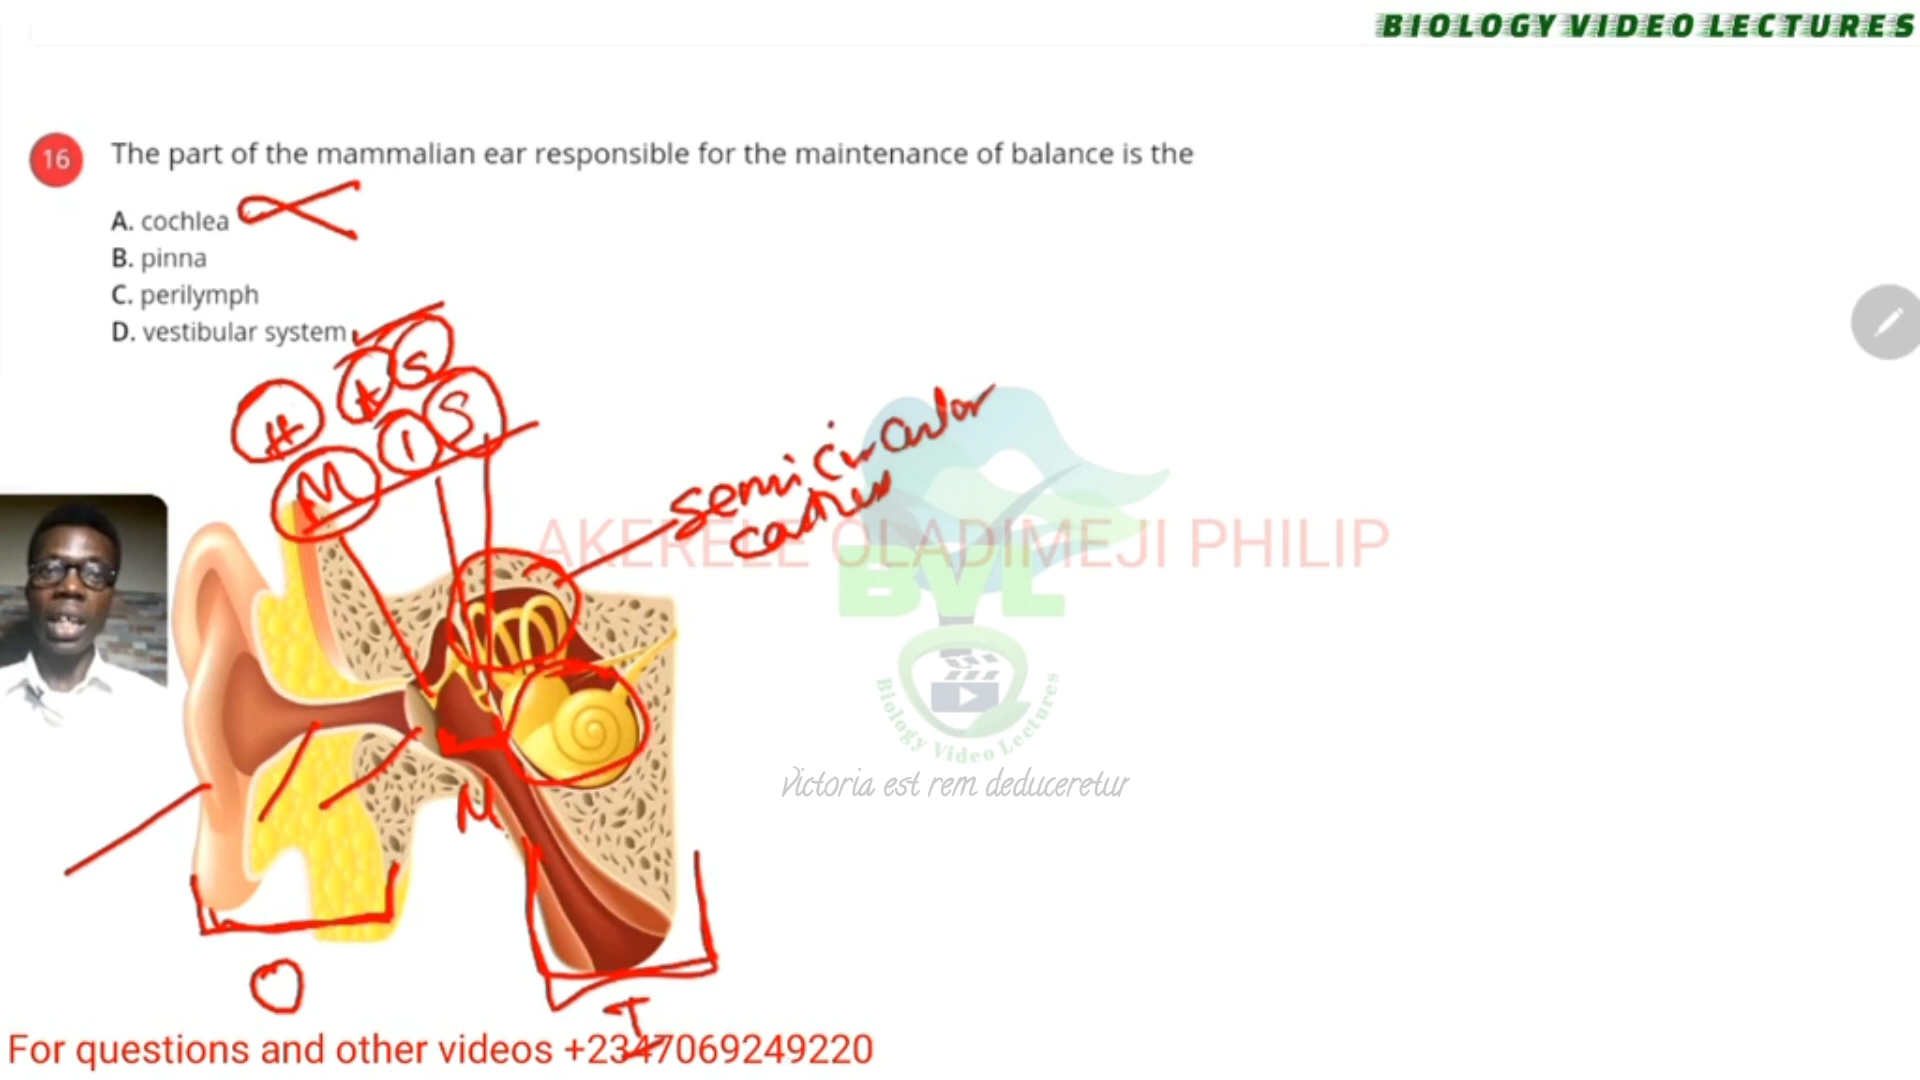 BIOLOGY VIDEO LECTURES
16 The part of the mammalian ear responsible for the maintenance of balance is the
A. cochlea
B. pinna
C. perilymph
D. vestibular system
H A S
M I S
semicircular
AKERELE OLADIMEJI PHILIP
BVL
Biology Video Lectures
Victoria est rem deduceretur
M
O
I
For questions and other videos +2347069249220